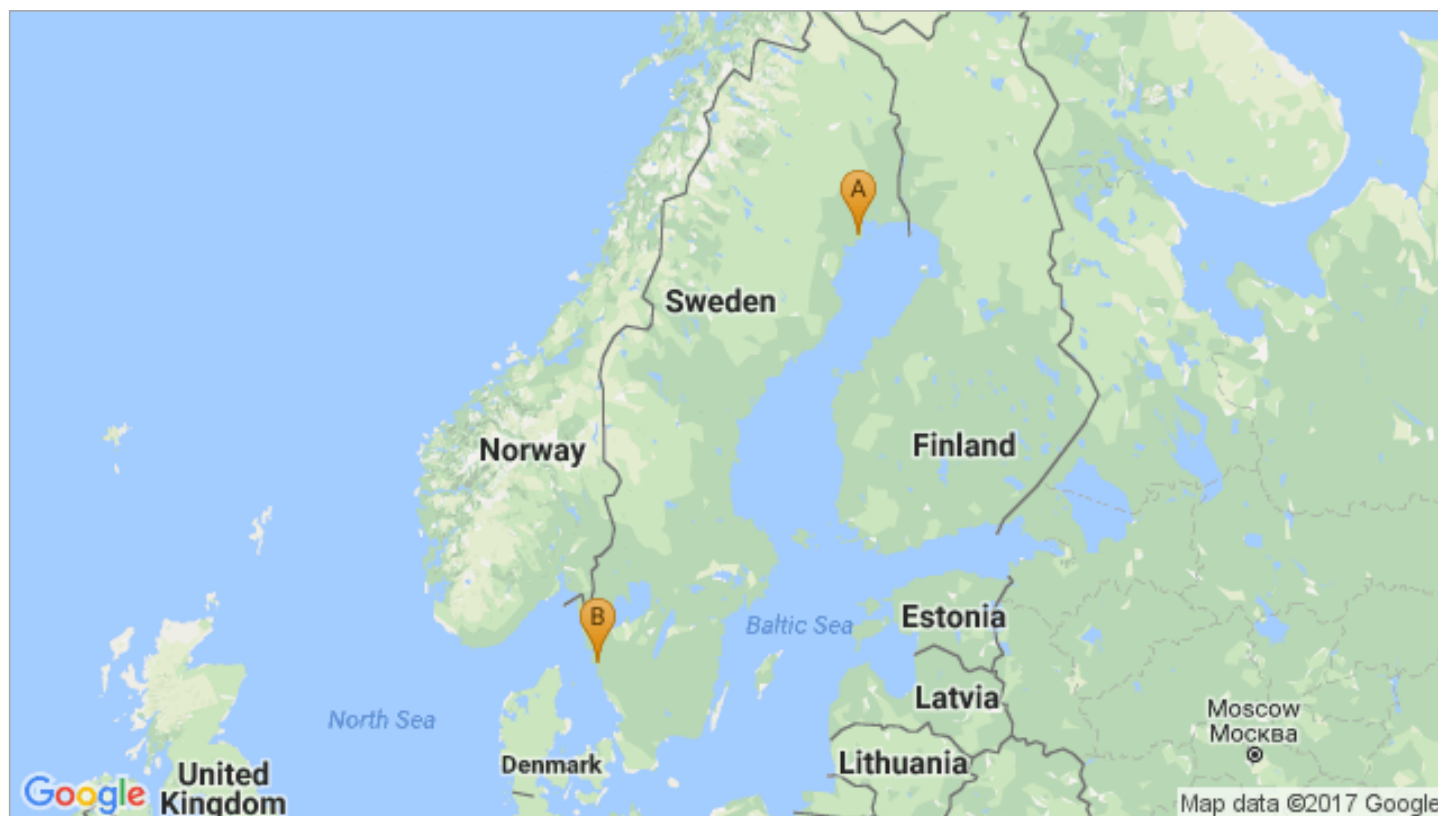 A
Sweden
Norway
Finland
B
Baltic Sea
Estonia
Latvia
North Sea
Moscow
Москва
Denmark
Lithuania
United
Kingdom
Google
Map data ©2017 Google